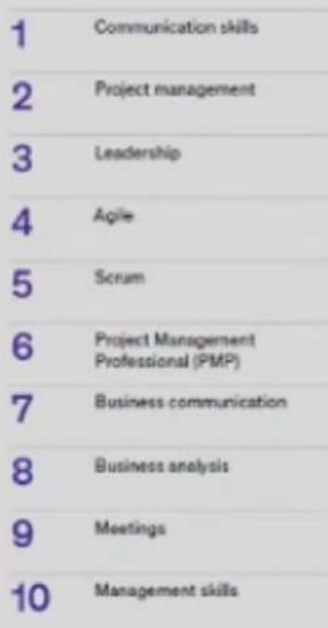 1 Communication skills
2 Project management
3 Leadership
4 Agile
5 Scrum
6 Project Management
Professional (PMP)
7 Business communication
8 Business analysis
9 Meetings
10 Management skills